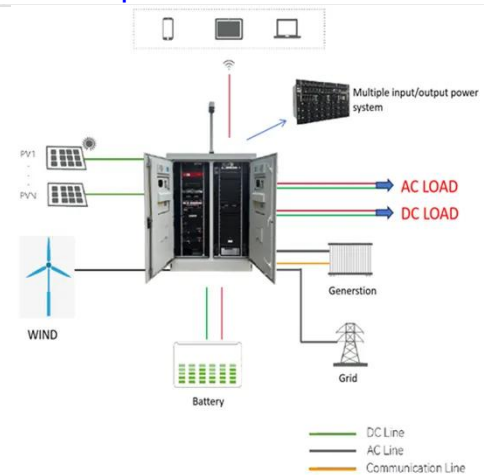 Multiple input/output power
system
PV1
PVN
AC LOAD
DC LOAD
Generstion
WIND
Grid
Battery
DC Line
AC Line
Communication Line